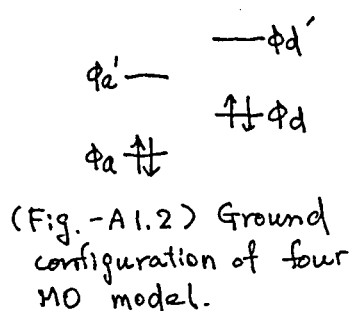 ϕd′
ϕa′
ϕd
ϕa
(Fig.-A1.2) Ground
configuration of four
MO model.